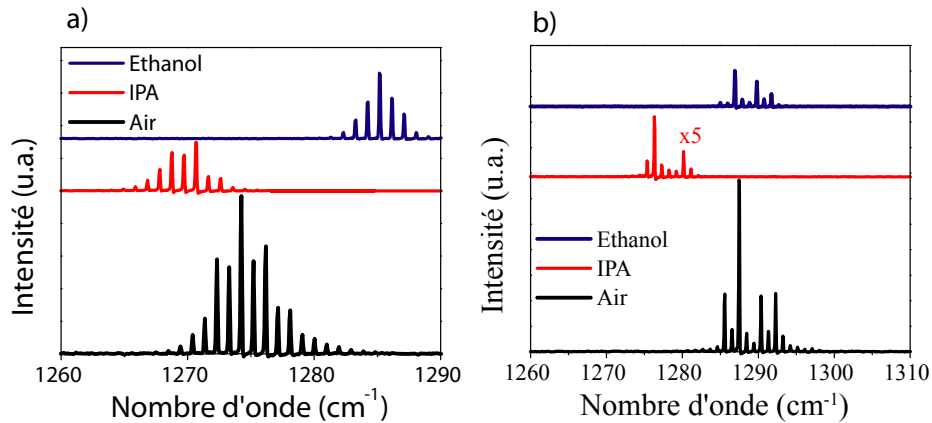 a)
Intensité (u.a.)
Ethanol
IPA
Air
1260 1270 1280 1290
Nombre d'onde (cm-1)
b)
Intensité (u.a.)
x5
Ethanol
IPA
Air
1260 1270 1280 1290 1300 1310
Nombre d'onde (cm-1)